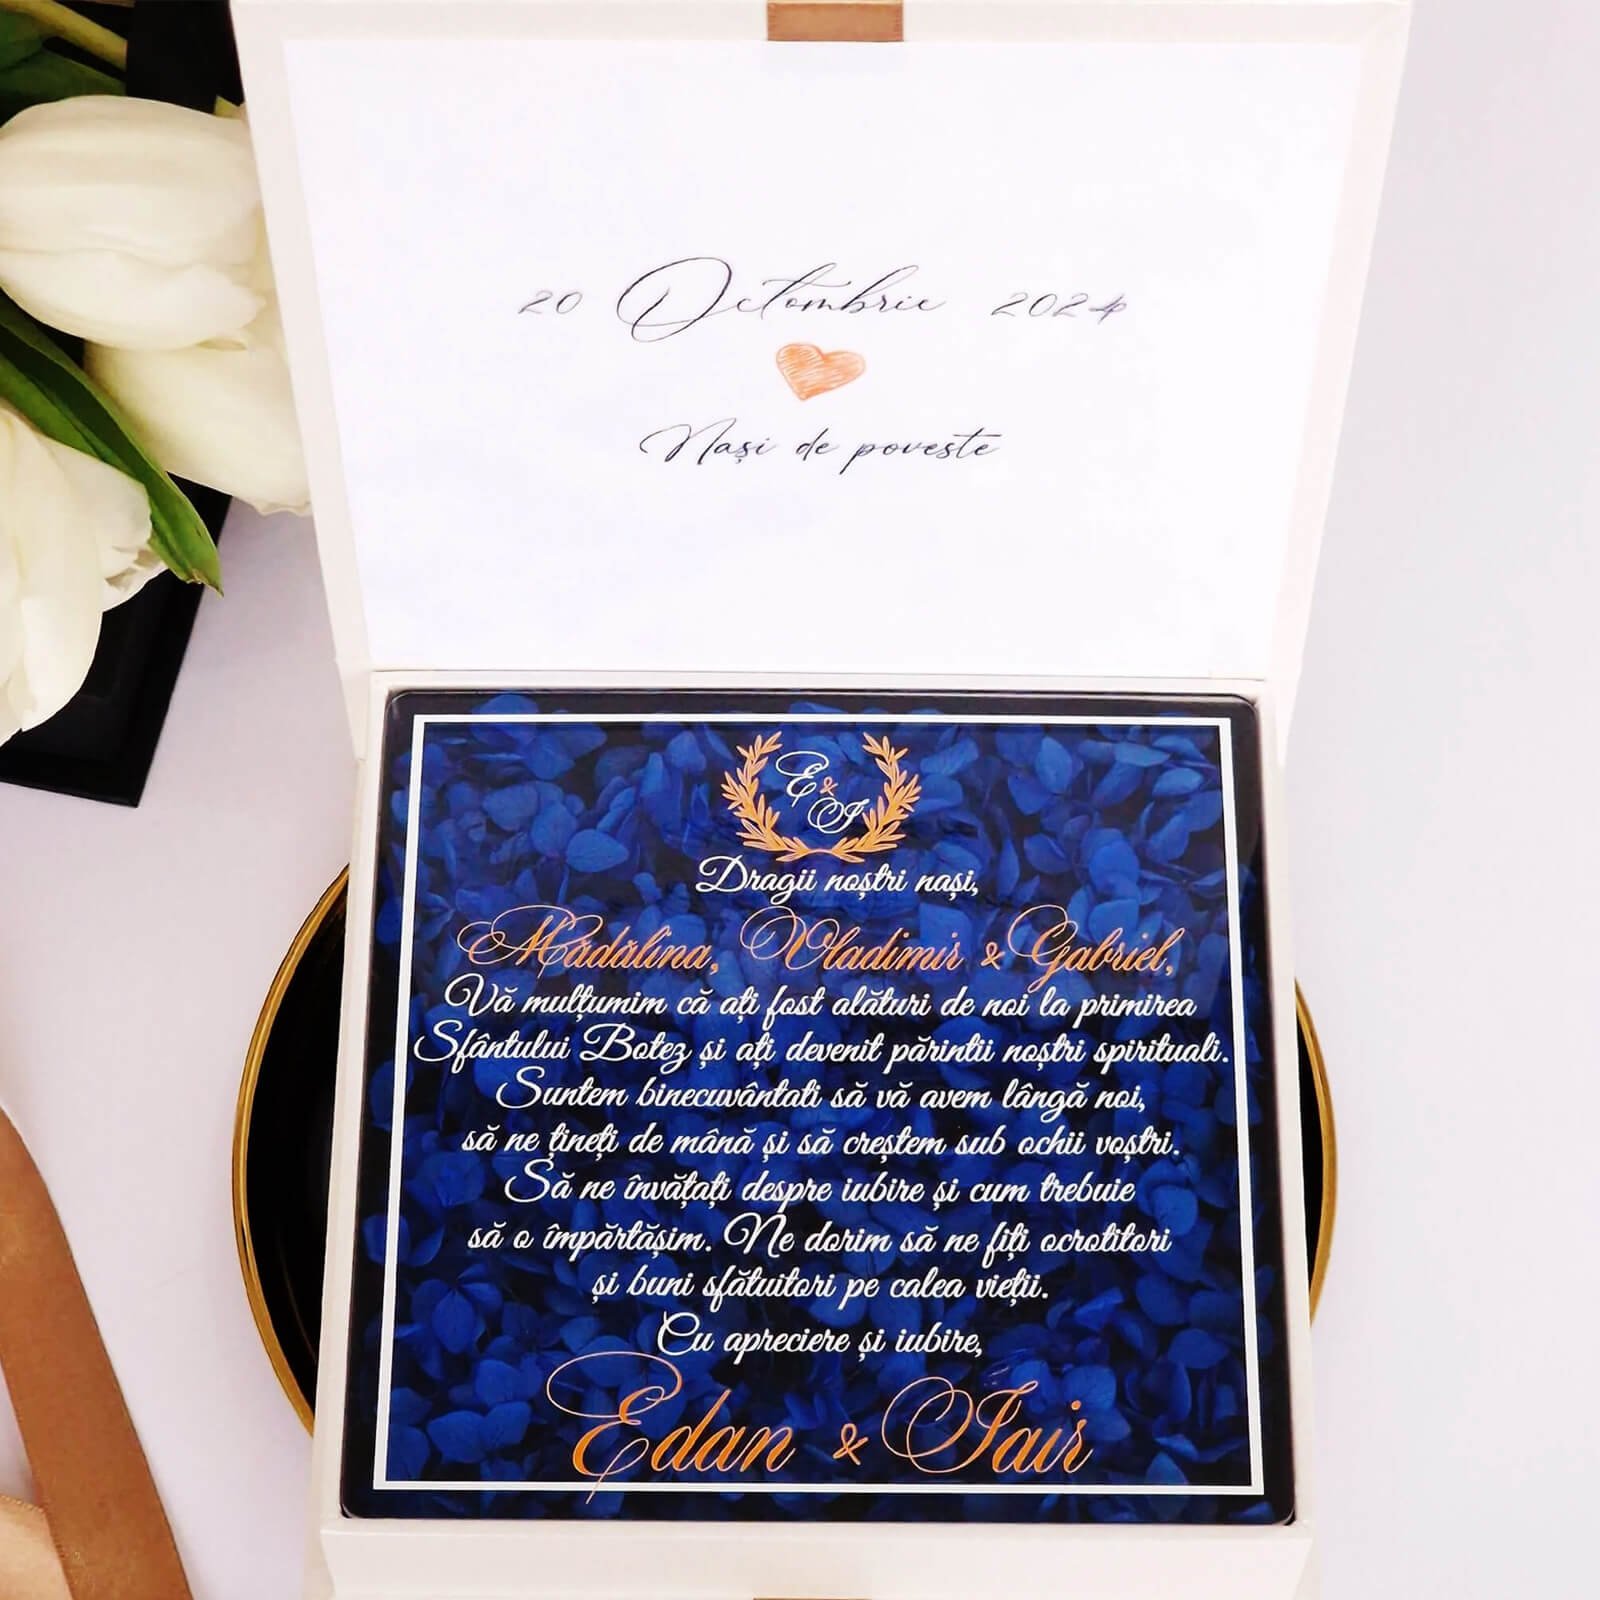 20 Octombrie 2024
Nași de poveste
E & I
Dragii noștri nași,
Mădălina, Vladimir & Gabriel,
Vă mulțumim că ați fost alături de noi la primirea
Sfântului Botez și ați devenit părintii noștri spirituali.
Suntem binecuvântati să vă avem lângă noi,
să ne țineți de mână și să creștem sub ochii voștri.
Să ne învățați despre iubire și cum trebuie
să o împărtășim. Ne dorim să ne fiți ocrotitori
și buni sfătuitori pe calea vieții.
Cu apreciere și iubire,
Edan & Iair